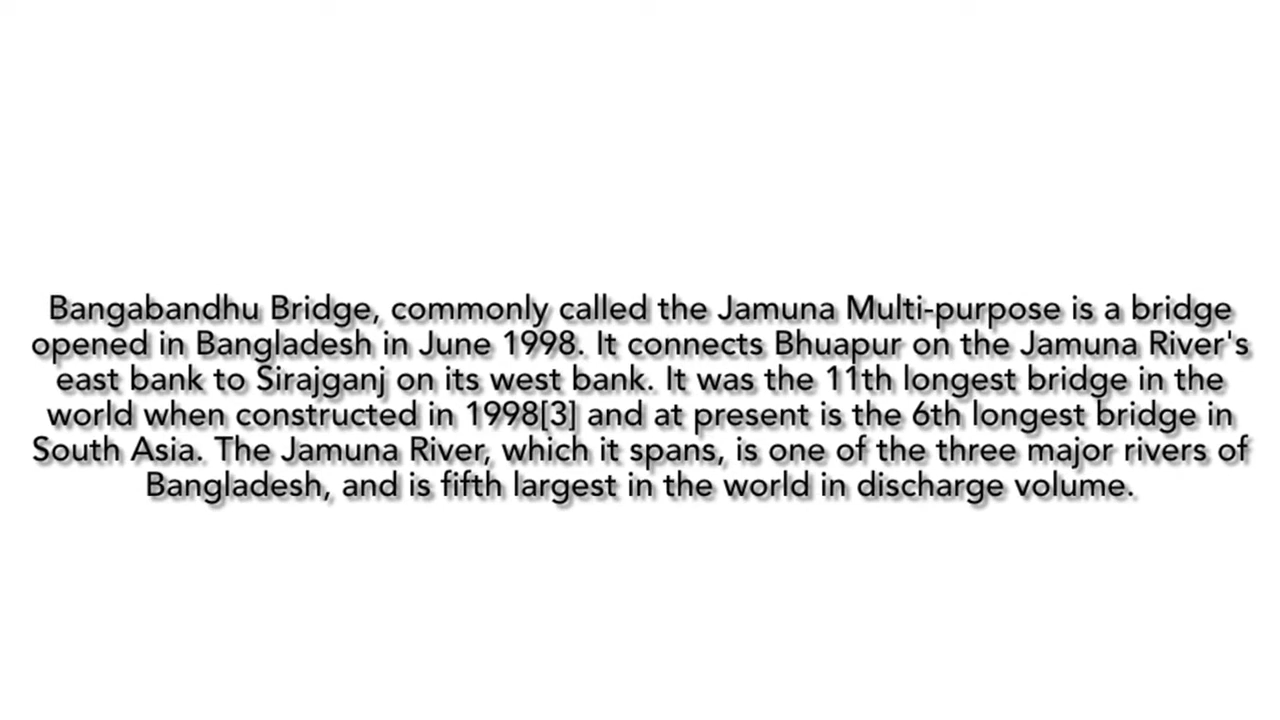 Bangabandhu Bridge, commonly called the Jamuna Multi-purpose is a bridge
opened in Bangladesh in June 1998. It connects Bhuapur on the Jamuna River's
east bank to Sirajganj on its west bank. It was the 11th longest bridge in the
world when constructed in 1998[3] and at present is the 6th longest bridge in
South Asia. The Jamuna River, which it spans, is one of the three major rivers of
Bangladesh, and is fifth largest in the world in discharge volume.